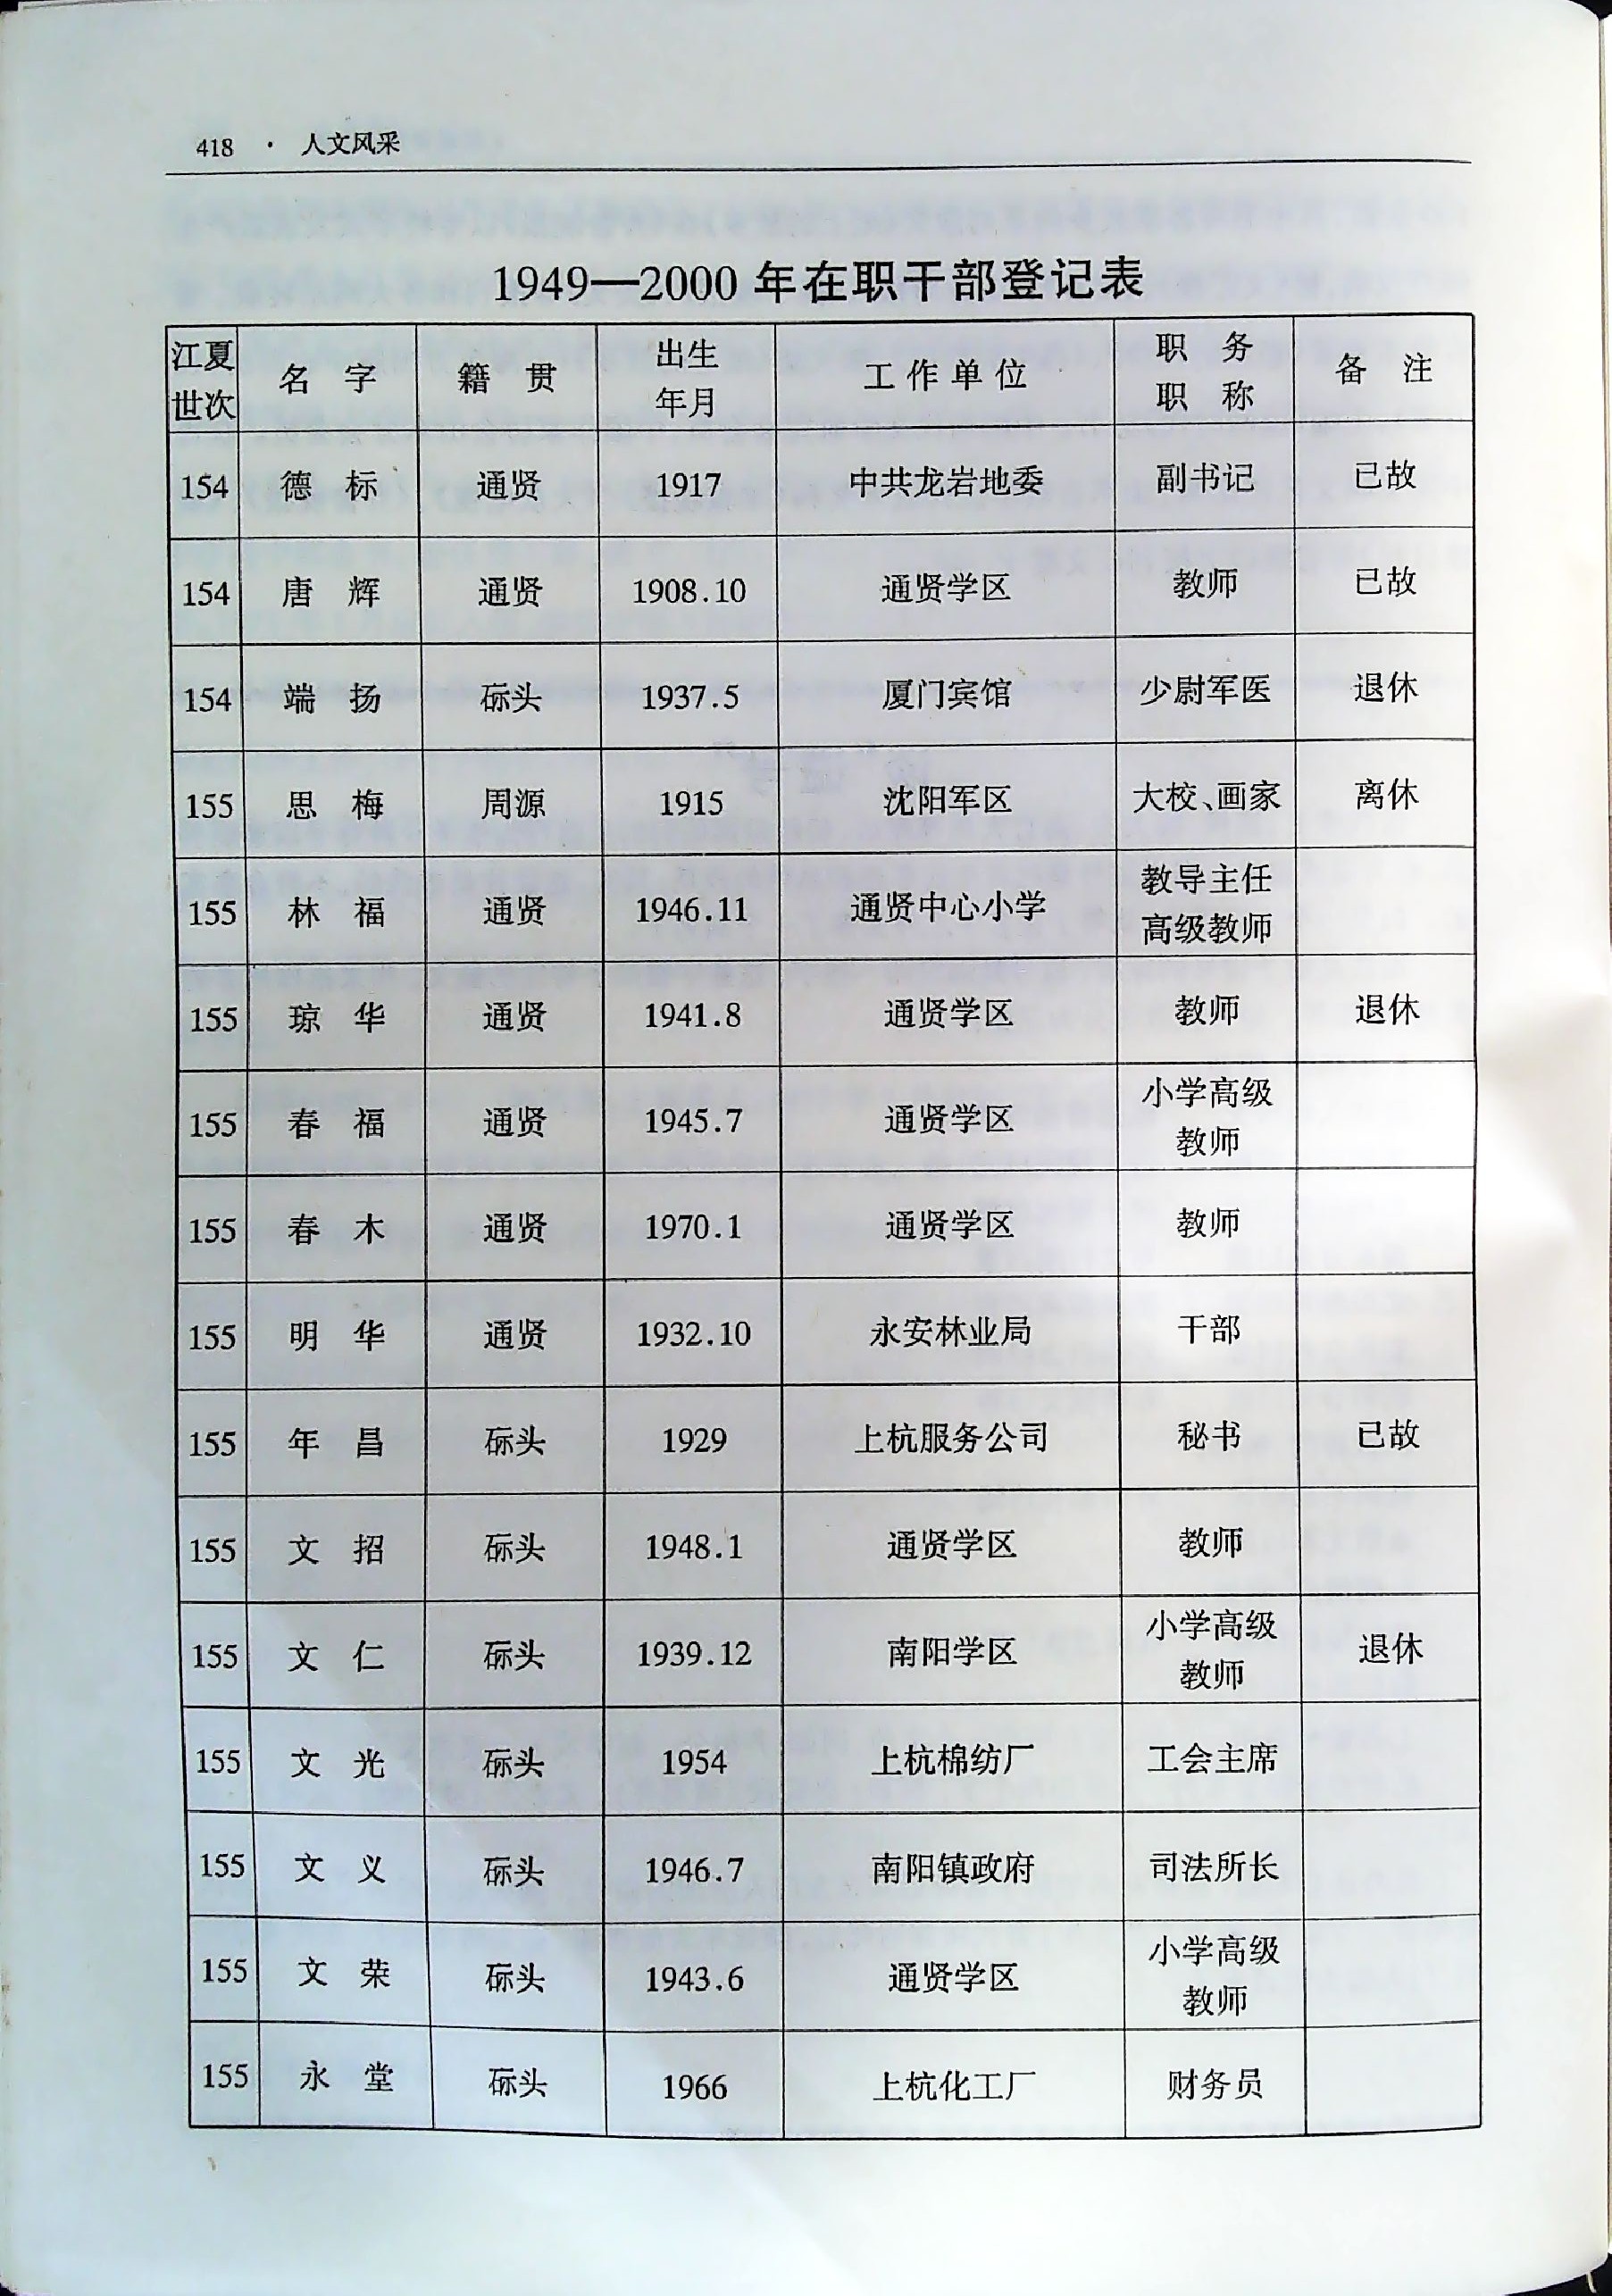 418 · 人文风采
1949—2000年在职干部登记表
江夏世次 名字 籍贯 出生年月 工作单位 职务职称 备注
154 德标 通贤 1917 中共龙岩地委 副书记 已故
154 唐辉 通贤 1908.10 通贤学区 教师 已故
154 端扬 砾头 1937.5 厦门宾馆 少尉军医 退休
155 思梅 周源 1915 沈阳军区 大校、画家 离休
155 林福 通贤 1946.11 通贤中心小学 教导主任高级教师
155 琼华 通贤 1941.8 通贤学区 教师 退休
155 春福 通贤 1945.7 通贤学区 小学高级教师
155 春木 通贤 1970.1 通贤学区 教师
155 明华 通贤 1932.10 永安林业局 干部
155 年昌 砾头 1929 上杭服务公司 秘书 已故
155 文招 砾头 1948.1 通贤学区 教师
155 文仁 砾头 1939.12 南阳学区 小学高级教师 退休
155 文光 砾头 1954 上杭棉纺厂 工会主席
155 文义 砾头 1946.7 南阳镇政府 司法所长
155 文荣 砾头 1943.6 通贤学区 小学高级教师
155 永堂 砾头 1966 上杭化工厂 财务员